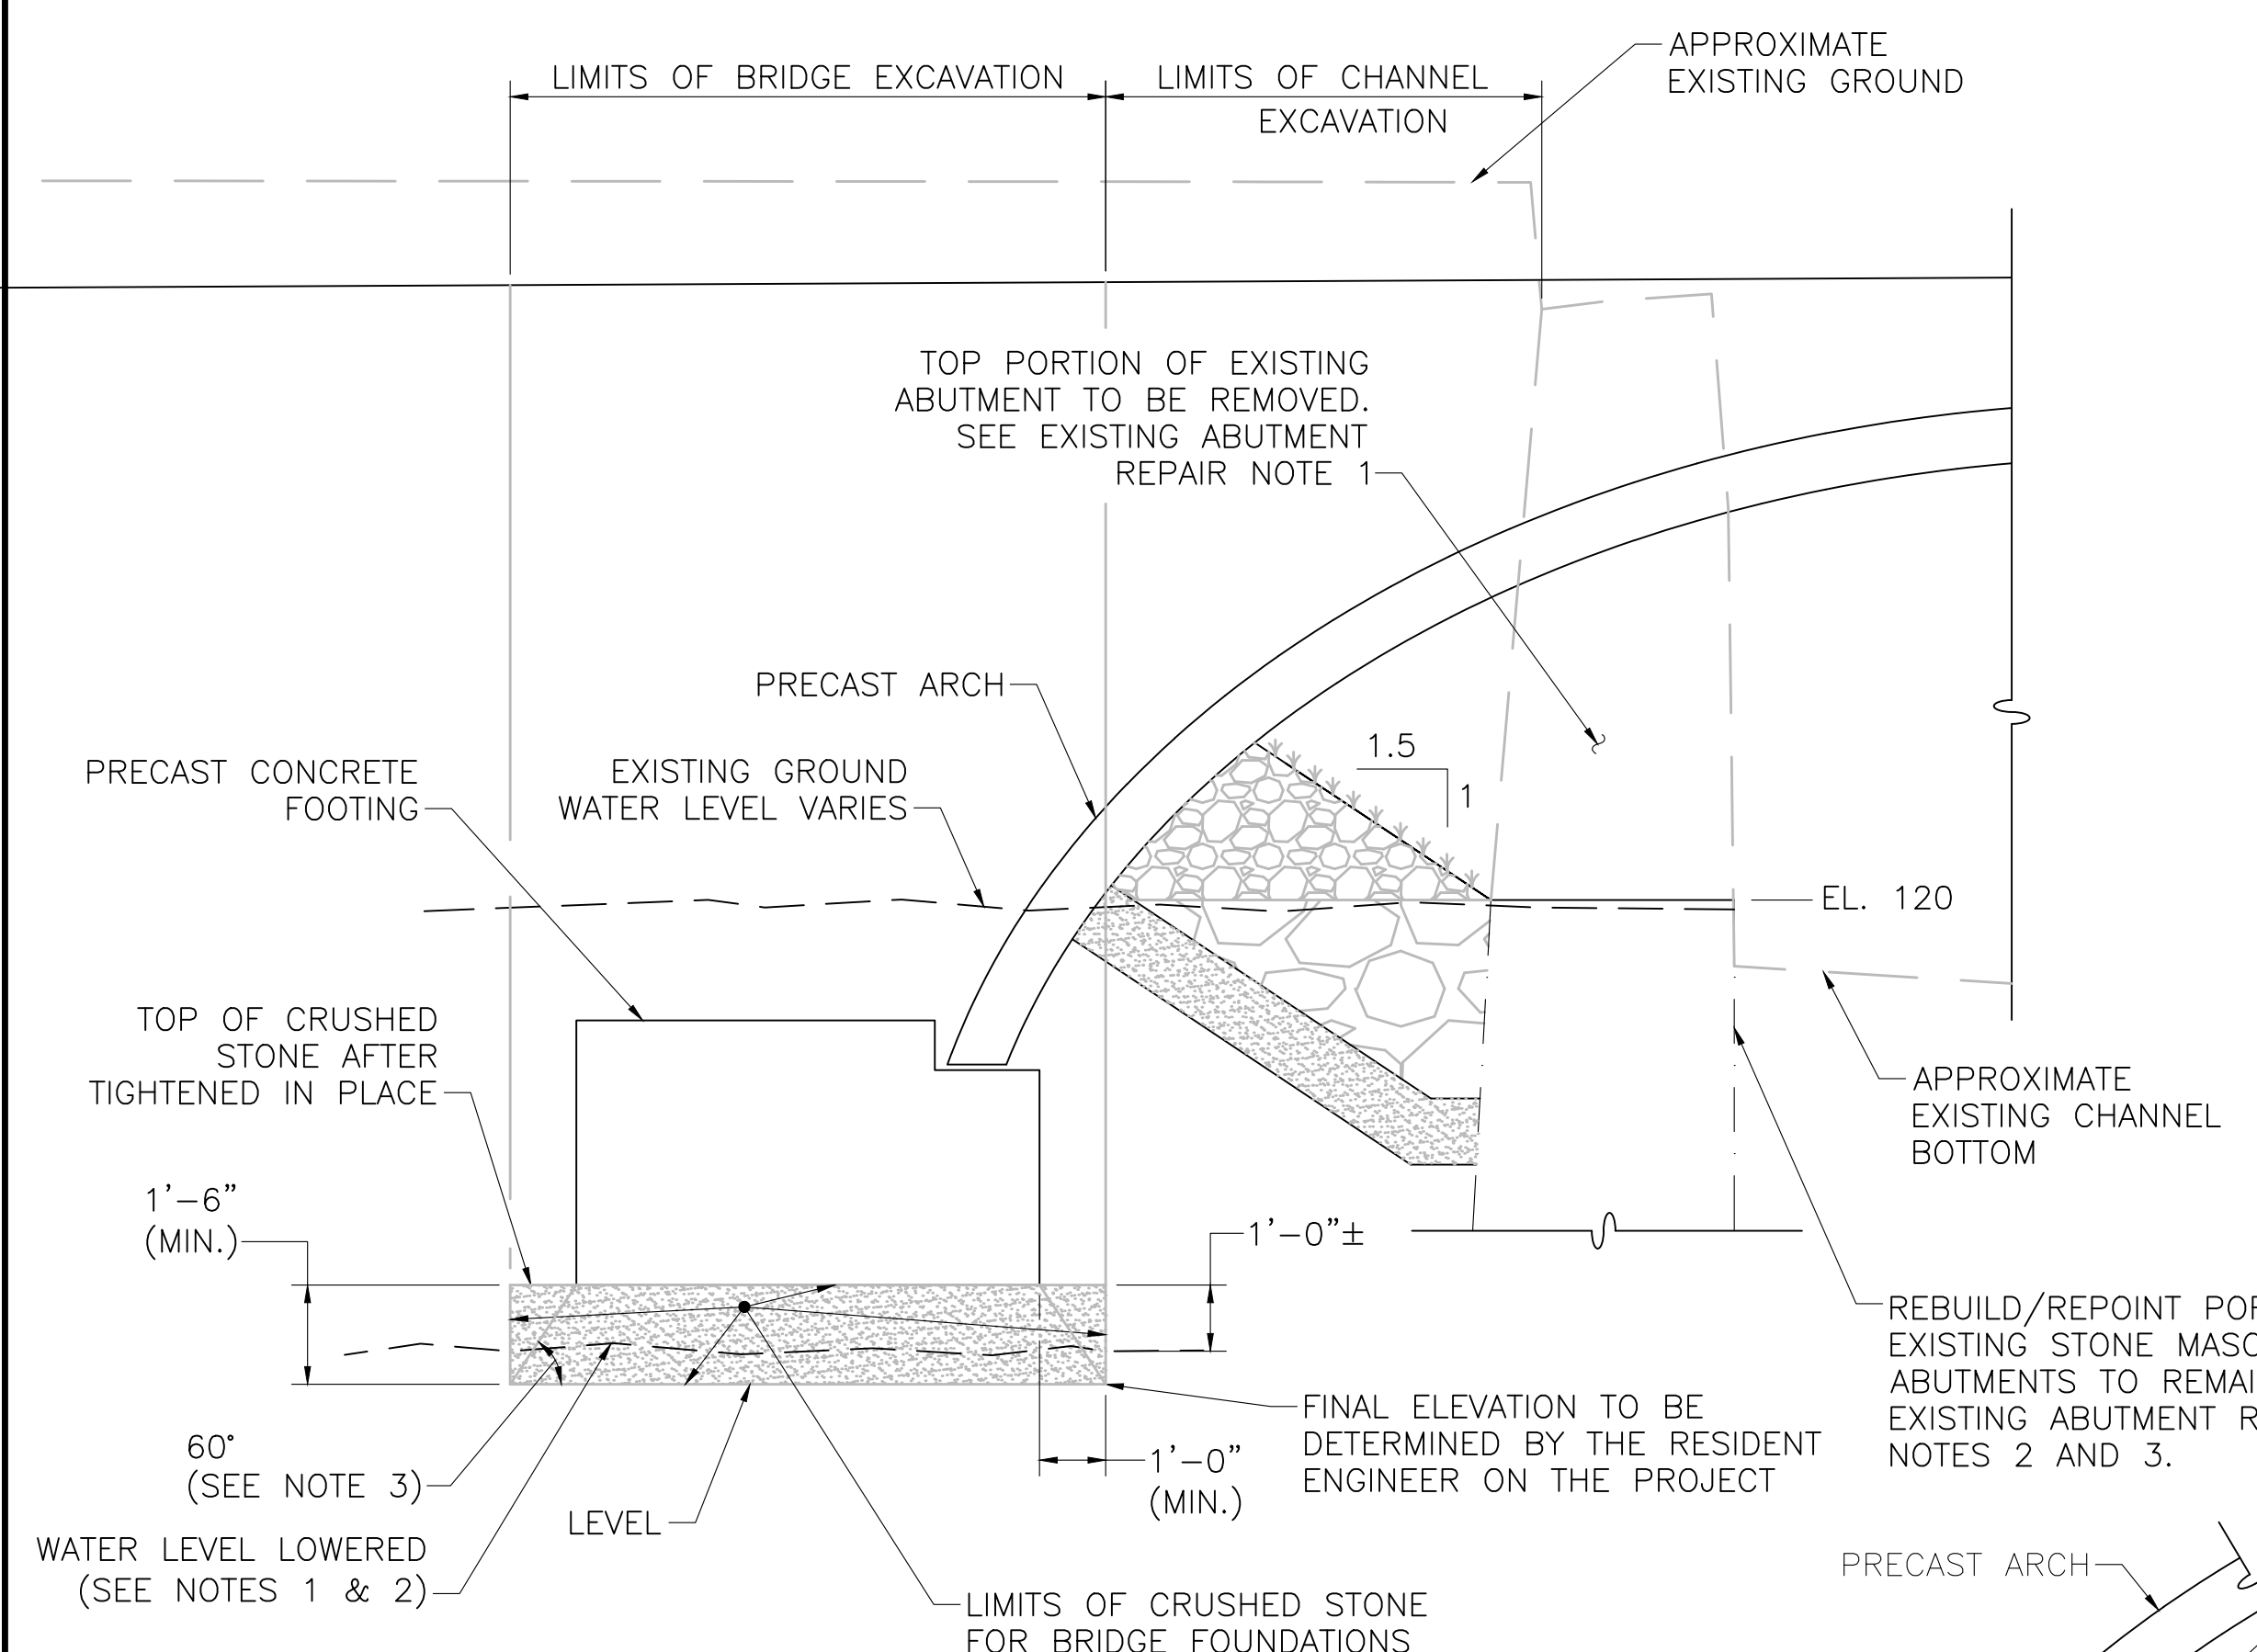 LIMITS OF BRIDGE EXCAVATION
LIMITS OF CHANNEL
EXCAVATION
APPROXIMATE
EXISTING GROUND
TOP PORTION OF EXISTING
ABUTMENT TO BE REMOVED.
SEE EXISTING ABUTMENT
REPAIR NOTE 1
PRECAST ARCH
PRECAST CONCRETE
FOOTING
EXISTING GROUND
WATER LEVEL VARIES
1.5
1
EL. 120
TOP OF CRUSHED
STONE AFTER
TIGHTENED IN PLACE
APPROXIMATE
EXISTING CHANNEL
BOTTOM
1'-6"
(MIN.)
1'-0"±
REBUILD/REPOINT
EXISTING STONE
ABUTMENTS TO
EXISTING ABUTMENT
NOTES 2 AND 3.
FINAL ELEVATION TO BE
DETERMINED BY THE RESIDENT
ENGINEER ON THE PROJECT
1'-0"
(MIN.)
60°
(SEE NOTE 3)
LEVEL
WATER LEVEL LOWERED
(SEE NOTES 1 & 2)
LIMITS OF CRUSHED STONE
FOR BRIDGE FOUNDATIONS
PRECAST ARCH